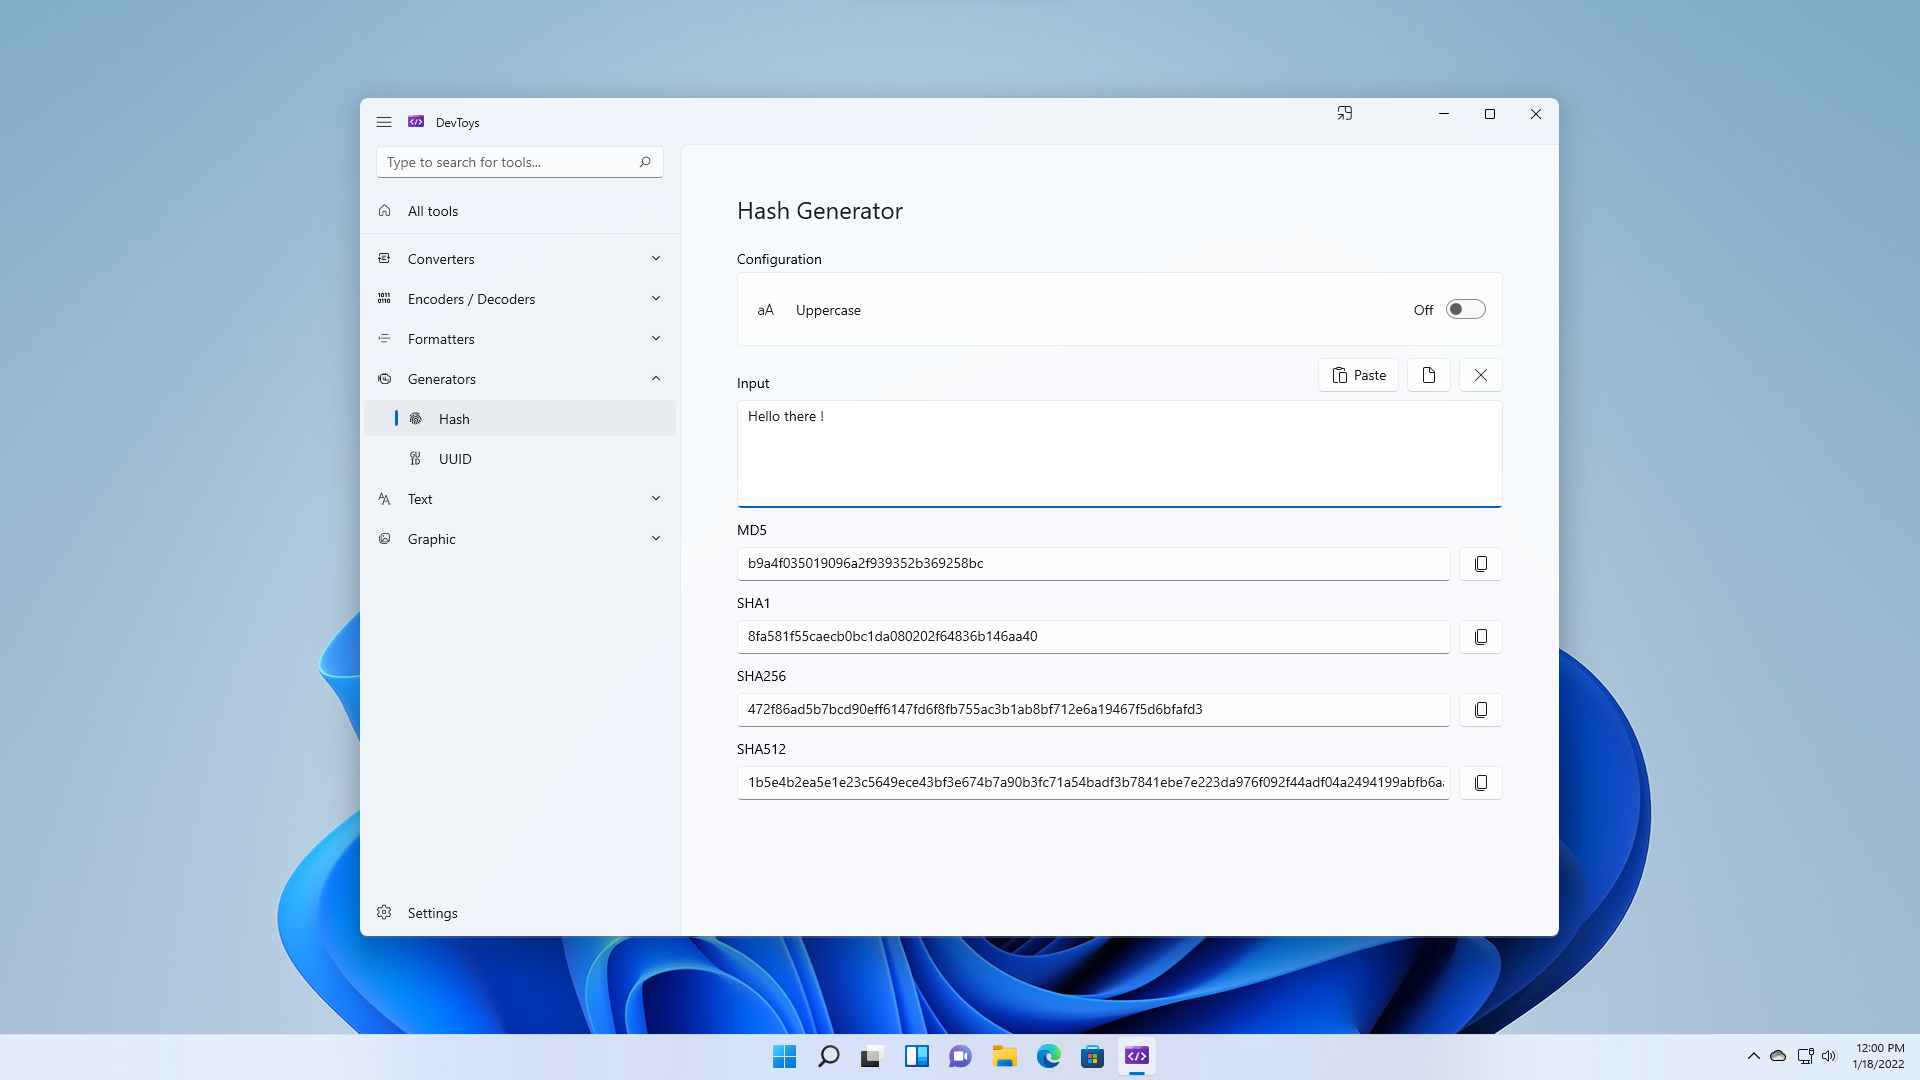 DevToys
Type to search for tools...
All tools
Converters
Encoders / Decoders
Formatters
Generators
Hash
UUID
Text
Graphic
Settings
Hash Generator
Configuration
aA Uppercase Off
Input Paste
Hello there !
MD5
b9a4f035019096a2f939352b369258bc
SHA1
8fa581f55caecb0bc1da080202f64836b146aa40
SHA256
472f86ad5b7bcd90eff6147fd6f8fb755ac3b1ab8bf712e6a19467f5d6bfafd3
SHA512
1b5e4b2ea5e1e23c5649ece43bf3e674b7a90b3fc71a54badf3b7841ebe7e223da976f092f44adf04a2494199abfb6a
12:00 PM
1/18/2022